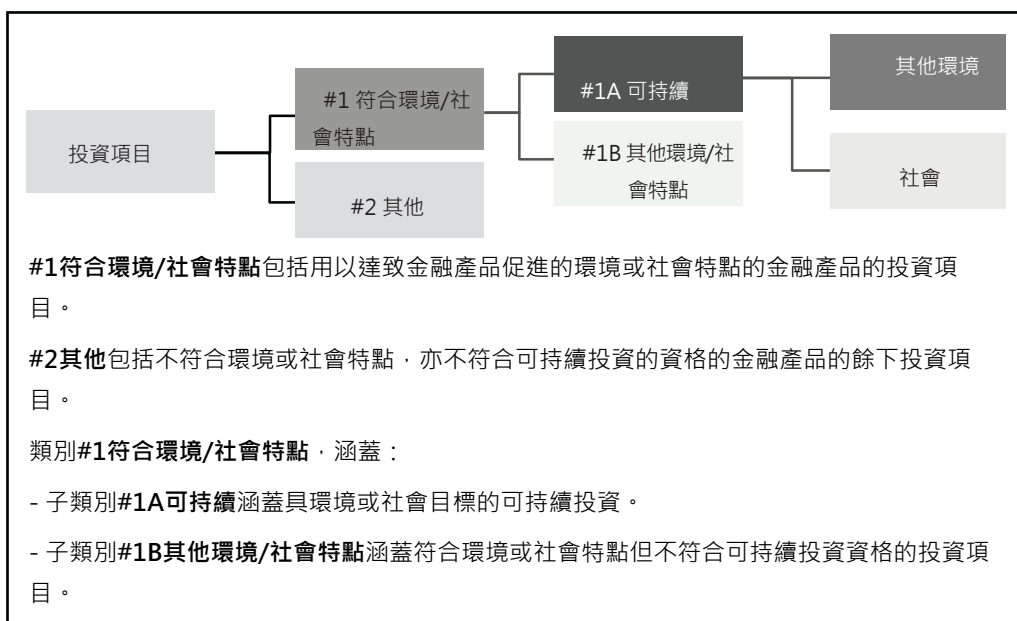 投資項目
#1 符合環境/社
會特點
#2 其他
#1A 可持續
#1B 其他環境/社
會特點
其他環境
社會
#1符合環境/社會特點包括用以達致金融產品促進的環境或社會特點的金融產品的投資項
目。
#2其他包括不符合環境或社會特點，亦不符合可持續投資的資格的金融產品的餘下投資項
目。
類別#1符合環境/社會特點，涵蓋：
- 子類別#1A可持續涵蓋具環境或社會目標的可持續投資。
- 子類別#1B其他環境/社會特點涵蓋符合環境或社會特點但不符合可持續投資資格的投資項
目。